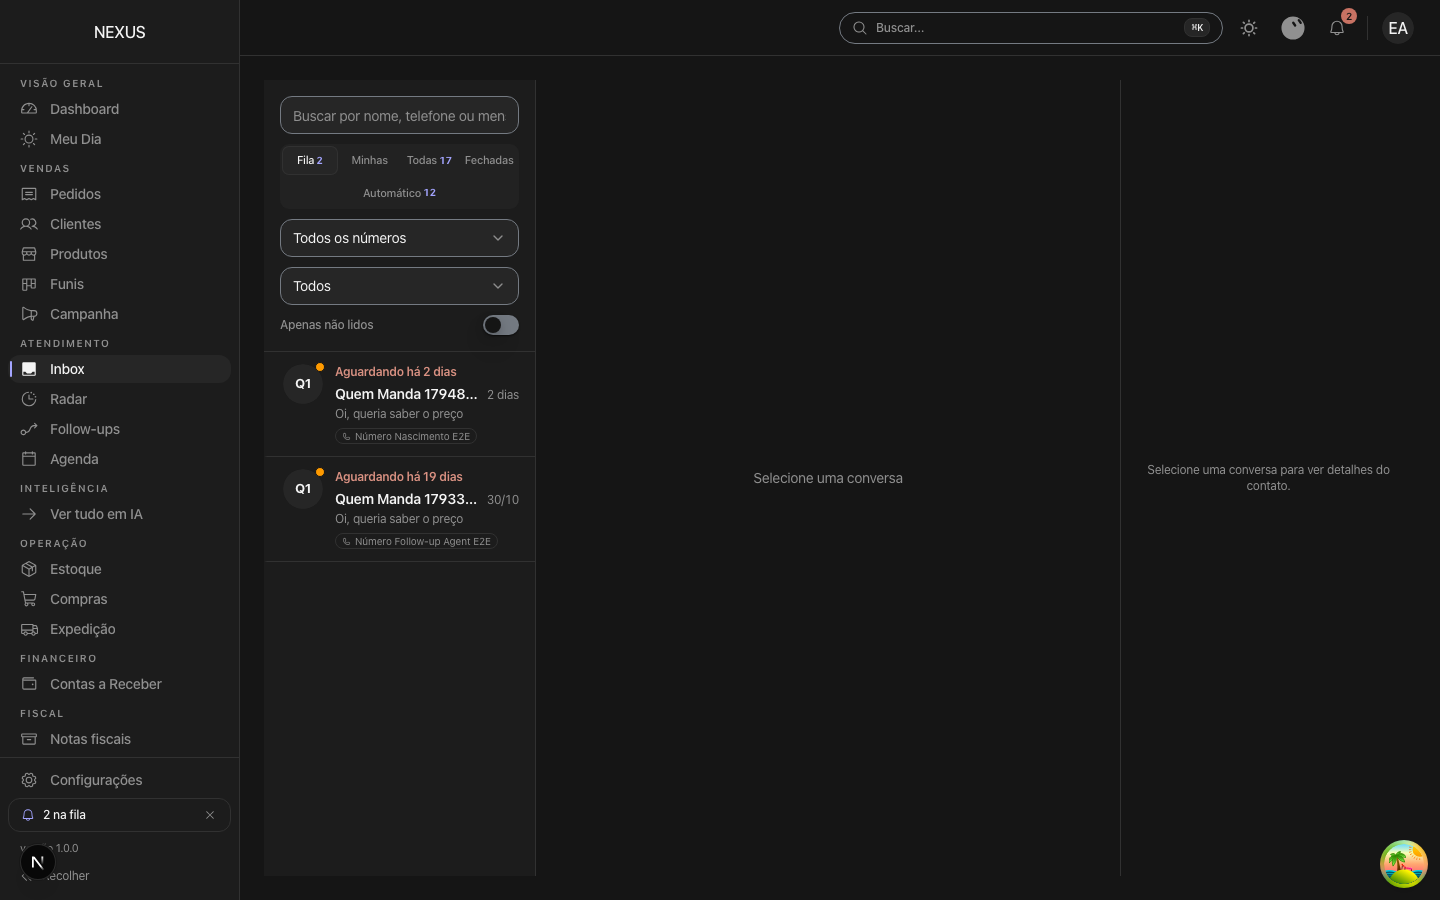 NEXUS
Buscar...
⌘K
2
EA
VISÃO GERAL
Dashboard
Meu Dia
VENDAS
Pedidos
Clientes
Produtos
Funis
Campanha
ATENDIMENTO
Inbox
Radar
Follow-ups
Agenda
INTELIGÊNCIA
Ver tudo em IA
OPERAÇÃO
Estoque
Compras
Expedição
FINANCEIRO
Contas a Receber
FISCAL
Notas fiscais
Configurações
2 na fila
1.0.0
N
ecolher
Buscar por nome, telefone ou men
Fila 2
Minhas
Todas 17
Fechadas
Automático 12
Todos os números
Todos
Apenas não lidos
Q1
Aguardando há 2 dias
Quem Manda 17948... 2 dias
Oi, queria saber o preço
Número Nascimento E2E
Q1
Aguardando há 19 dias
Quem Manda 17933... 30/10
Oi, queria saber o preço
Número Follow-up Agent E2E
Selecione uma conversa
Selecione uma conversa para ver detalhes do
contato.